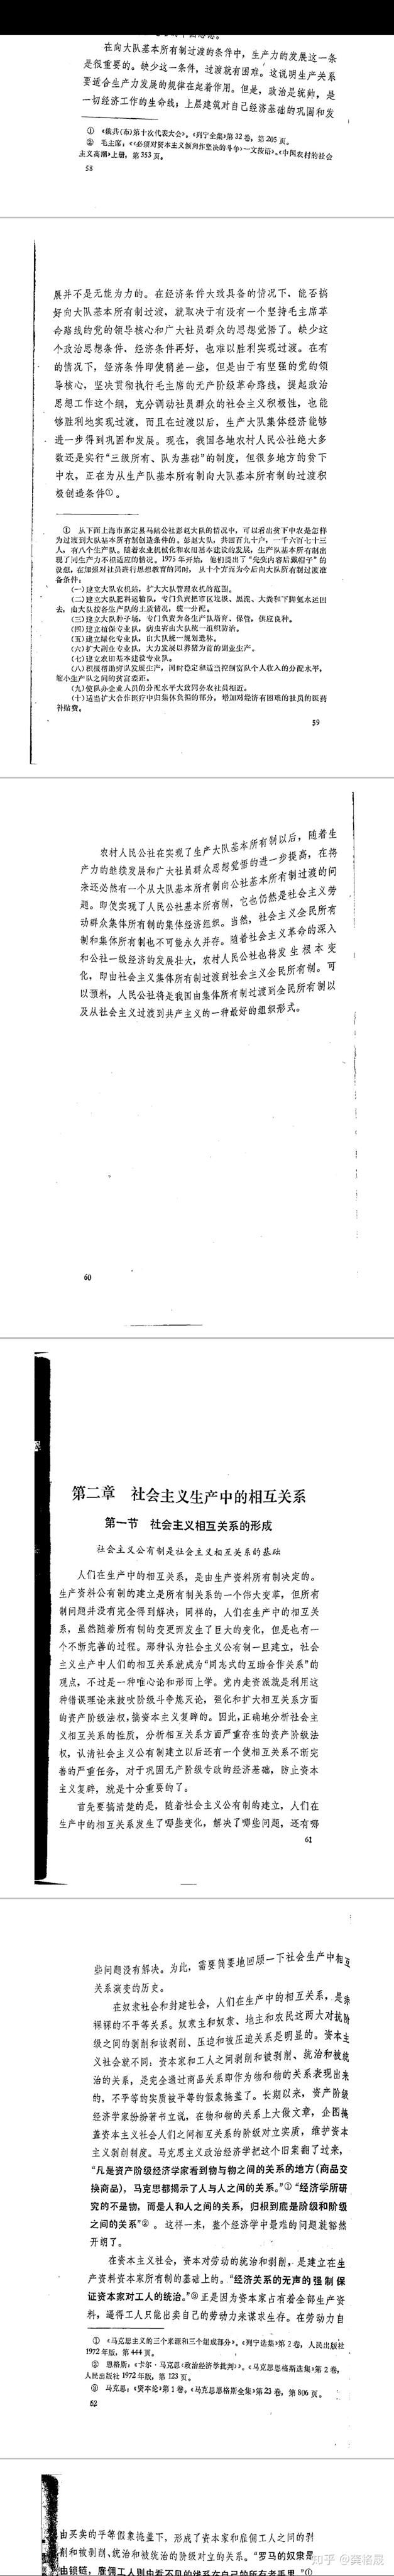 在向大队基本所有制过渡的条件中，生产力的发展这一条
是很重要的。缺少这一条件，过渡就有困难。这说明生产关系
要适合生产力发展的规律在起着作用。但是，政治是统帅，是
一切经济工作的生命线；上层建筑对自己经济基础的巩固和发
① 《俄共（布）第十次代表大会》。《列宁全集》第32卷，第205页。
② 毛主席：《〈必须对资本主义倾向作坚决的斗争〉一文按语》。《中国农村的社会
主义高潮》上册，第353页。
58
展并不是无能为力的。在经济条件大致具备的情况下，能否搞
好向大队基本所有制过渡，就取决于有没有一个坚持毛主席革
命路线的党的领导核心和广大社员群众的思想觉悟了。缺少这
个政治思想条件，经济条件再好，也难以胜利实现过渡。在有
的情况下，经济条件即使稍差一些，但是由于有坚强的党的领
导核心，坚决贯彻执行毛主席的无产阶级革命路线，提起政治
思想工作这个纲，充分调动社员群众的社会主义积极性，也能
够胜利地实现过渡，而且在过渡以后，生产大队集体经济能够
进一步得到巩固和发展。现在，我国各地农村人民公社绝大多
数还是实行“三级所有、队为基础”的制度，但很多地方的贫下
中农，正在为从生产队基本所有制向大队基本所有制的过渡积
极创造条件①。
① 从下面上海市嘉定县马陆公社彭赵大队的情况中，可以看出贫下中农是怎样
为过渡到大队基本所有制创造条件的。彭赵大队，共四百九十户，一千六百七十三
人，有八个生产队。随着农业机械化和农田基本建设的发展，生产队基本所有制出
现了同生产力不相适应的情况。1975年开始，他们提出了“先变内容后戴帽子”的
设想，在加强对社员进行思想教育的同时，从十个方面为今后向大队所有制过渡准
备条件：
（一）建立大队农机站，扩大大队管理农机的范围。
（二）建立大队肥料运输队，专门负责把市区垃圾、黑泥、大粪和下脚氨水运回
去，由大队按各生产队的土质情况，统一分配。
（三）建立大队种子场，专门负责为各生产队培育、保管，供应良种。
（四）建立植保专业队，病虫害由大队统一组织防治。
（五）建立绿化专业队，由大队统一规划造林。
（六）扩大副业专业队，大力发展以养猪为首的副业生产。
（七）建立农田基本建设专业队。
（八）积极帮助穷队发展生产，同时稳定和适当控制富队个人收入的分配水平，
缩小生产队之间的贫富差距。
（九）使队办企业人员的分配水平大致同务农社员相近。
（十）适当扩大合作医疗中归集体负担的部分，增加对经济有困难的社员的医药
补贴费。
59
农村人民公社在实现了生产大队基本所有制以后，随着生
产力的继续发展和广大社员群众思想觉悟的进一步提高，在将
来还必然有一个从大队基本所有制向公社基本所有制过渡的问
题。即使实现了人民公社基本所有制，它也仍然是社会主义劳
动群众集体所有制的集体经济组织。当然，社会主义全民所有
制和集体所有制也不可能永久并存。随着社会主义革命的深入
和公社一级经济的发展壮大，农村人民公社也将发生根本变
化，即由社会主义集体所有制过渡到社会主义全民所有制。可
以预料，人民公社将是我国由集体所有制过渡到全民所有制以
及从社会主义过渡到共产主义的一种最好的组织形式。
60
第二章 社会主义生产中的相互关系
第一节 社会主义相互关系的形成
社会主义公有制是社会主义相互关系的基础
人们在生产中的相互关系，是由生产资料所有制决定的。
生产资料公有制的建立是所有制关系的一个伟大变革，但所有
制问题并没有完全得到解决；同样的，人们在生产中的相互关
系，虽然随着所有制的变更而发生了巨大的变化，但是也有一
个不断完善的过程。那种认为社会主义公有制一旦建立，社会
主义生产中人们的相互关系就成为“同志式的互助合作关系”的
观点，不过是一种唯心论和形而上学。党内走资派就是利用这
种错误理论来鼓吹阶级斗争熄灭论，强化和扩大相互关系方面
的资产阶级法权，搞资本主义复辟的。因此，正确地分析社会主
义相互关系的性质，分析相互关系方面严重存在的资产阶级法
权，认清社会主义公有制建立以后还有一个使相互关系不断完
善的严重任务，对于巩固无产阶级专政的经济基础，防止资本
主义复辟，就是十分重要的了。
首先要搞清楚的是，随着社会主义公有制的建立，人们在
生产中的相互关系发生了哪些变化，解决了哪些问题，还有哪
61
些问题没有解决。为此，需要简要地回顾一下社会生产中相互
关系演变的历史。
在奴隶社会和封建社会，人们在生产中的相互关系，是赤
裸裸的不平等关系。奴隶主和奴隶、地主和农民这两大对抗阶
级之间的剥削和被剥削、压迫和被压迫关系是明显的。资本主
义社会就不同：资本家和工人之间剥削和被剥削、统治和被统
治的关系，是完全通过商品关系即作为物和物的关系表现出来
的，不平等的实质被平等的假象掩盖了。长期以来，资产阶级
经济学家纷纷著书立说，在物和物的关系上大做文章，企图掩
盖资本主义社会人们之间相互关系的阶级对立实质，维护资本
主义剥削制度。马克思主义政治经济学把这个旧案翻了过来，
“凡是资产阶级经济学家看到物与物之间的关系的地方（商品交
换商品），马克思都揭示了人与人之间的关系。”①“经济学所研
究的不是物，而是人和人之间的关系，归根到底是阶级和阶级
之间的关系”②。这样一来，整个经济学中最难的问题就豁然
开朗了。
在资本主义社会，资本对劳动的统治和剥削，是建立在生
产资料资本家所有制的基础上的。“经济关系的无声的强制保
证资本家对工人的统治。”③正是因为资本家占有着全部生产资
料，逼得工人只能出卖自己的劳动力来谋求生存。在劳动力自
① 《马克思主义的三个来源和三个组成部分》。《列宁选集》第2卷，人民出版社
1972年版，第444页。
② 恩格斯：《卡尔·马克思〈政治经济学批判〉》。《马克思恩格斯选集》第2卷，
人民出版社1972年版，第123页。
③ 马克思：《资本论》第1卷。《马克思恩格斯全集》第23卷，第806页。
62
由买卖的平等假象掩盖下，形成了资本家和雇佣工人之间的剥
削和被剥削、统治和被统治的阶级对立的关系。“罗马的奴隶是
由锁链，雇佣工人则由看不见的线系在自己的所有者手里。”①
知乎 @龚格晟